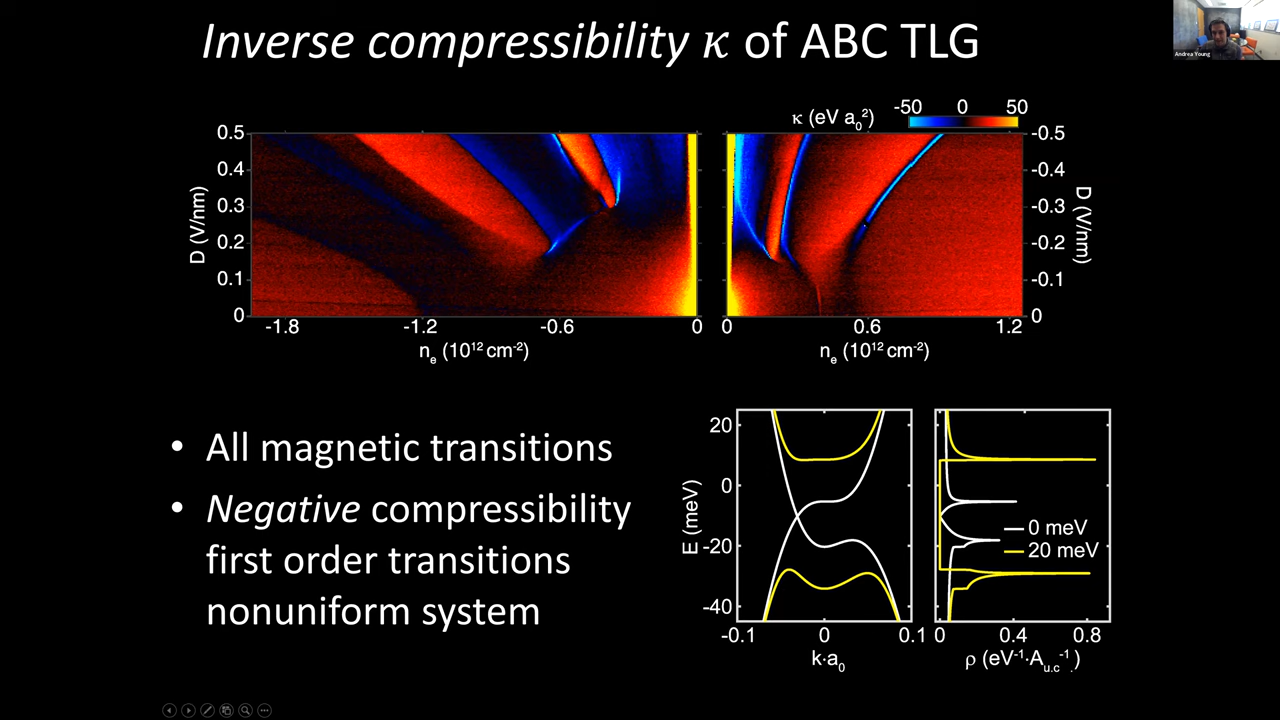 Inverse compressibility κ of ABC TLG
Andrea Young
κ (eV a₀²)
-50 0 50
0.5
0.4
0.3
0.2
0.1
0
D (V/nm)
-1.8 -1.2 -0.6 0
nₑ (10¹² cm⁻²)
-0.5
-0.4
-0.3
-0.2
-0.1
-0
D (V/nm)
0 0.6 1.2
nₑ (10¹² cm⁻²)
• All magnetic transitions
• Negative compressibility
first order transitions
nonuniform system
20
0
-20
-40
E (meV)
-0.1 0 0.1
k·a₀
0 meV
20 meV
0 0.4 0.8
ρ (eV⁻¹·A_u.c⁻¹)